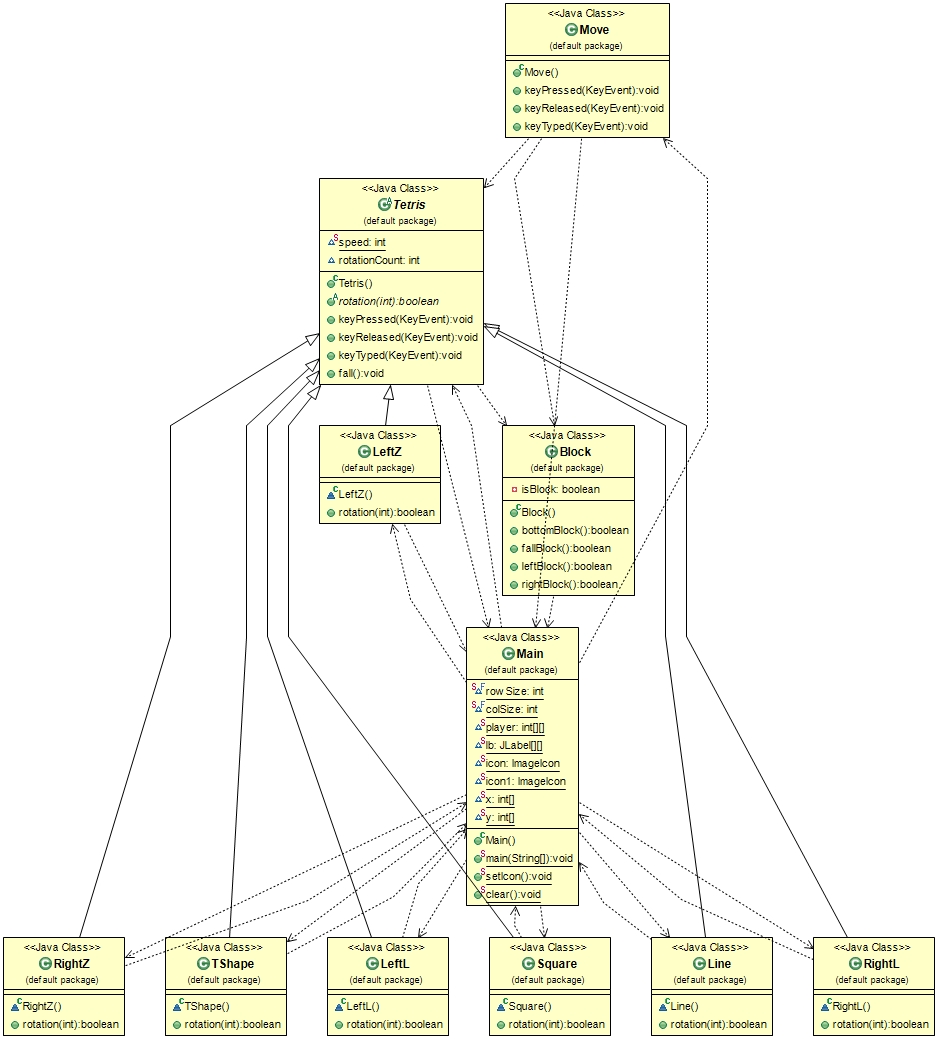 <<Java Class>>
Move
(default package)
Move()
keyPressed(KeyEvent):void
keyReleased(KeyEvent):void
keyTyped(KeyEvent):void
<<Java Class>>
Tetris
(default package)
speed: int
rotationCount: int
Tetris()
rotation(int):boolean
keyPressed(KeyEvent):void
keyReleased(KeyEvent):void
keyTyped(KeyEvent):void
fall():void
<<Java Class>>
LeftZ
(default package)
LeftZ()
rotation(int):boolean
<<Java Class>>
Block
(default package)
isBlock: boolean
Block()
bottomBlock():boolean
fallBlock():boolean
leftBlock():boolean
rightBlock():boolean
<<Java Class>>
Main
(default package)
rowSize: int
colSize: int
player: int[][]
lb: JLabel[][]
icon: ImageIcon
icon1: ImageIcon
x: int[]
y: int[]
Main()
main(String[]):void
setIcon():void
clear():void
<<Java Class>>
RightZ
(default package)
RightZ()
rotation(int):boolean
<<Java Class>>
TShape
(default package)
TShape()
rotation(int):boolean
<<Java Class>>
LeftL
(default package)
LeftL()
rotation(int):boolean
<<Java Class>>
Square
(default package)
Square()
rotation(int):boolean
<<Java Class>>
Line
(default package)
Line()
rotation(int):boolean
<<Java Class>>
RightL
(default package)
RightL()
rotation(int):boolean